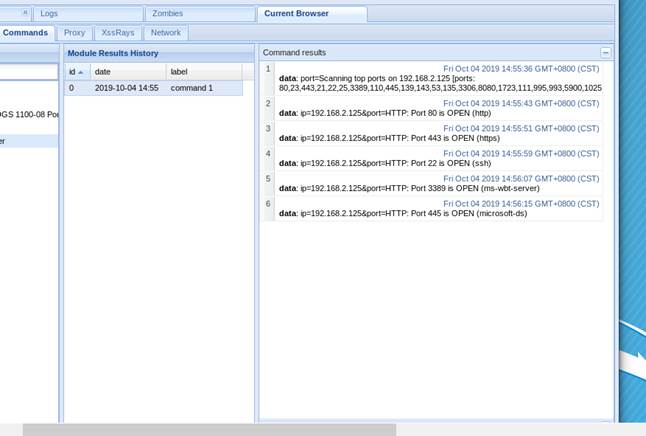 Logs
Zombies
Current Browser
Commands
Proxy
XssRays
Network
Module Results History
id date label
0 2019-10-04 14:55 command 1
OGS 1100-08 Por
er
Command results
1 Fri Oct 04 2019 14:55:36 GMT+0800 (CST)
data: port=Scanning top ports on 192.168.2.125 [ports:
80,23,443,21,22,25,3389,110,445,139,143,53,135,3306,8080,1723,111,995,993,5900,1025
2 Fri Oct 04 2019 14:55:43 GMT+0800 (CST)
data: ip=192.168.2.125&port=HTTP: Port 80 is OPEN (http)
3 Fri Oct 04 2019 14:55:51 GMT+0800 (CST)
data: ip=192.168.2.125&port=HTTP: Port 443 is OPEN (https)
4 Fri Oct 04 2019 14:55:59 GMT+0800 (CST)
data: ip=192.168.2.125&port=HTTP: Port 22 is OPEN (ssh)
5 Fri Oct 04 2019 14:56:07 GMT+0800 (CST)
data: ip=192.168.2.125&port=HTTP: Port 3389 is OPEN (ms-wbt-server)
6 Fri Oct 04 2019 14:56:15 GMT+0800 (CST)
data: ip=192.168.2.125&port=HTTP: Port 445 is OPEN (microsoft-ds)